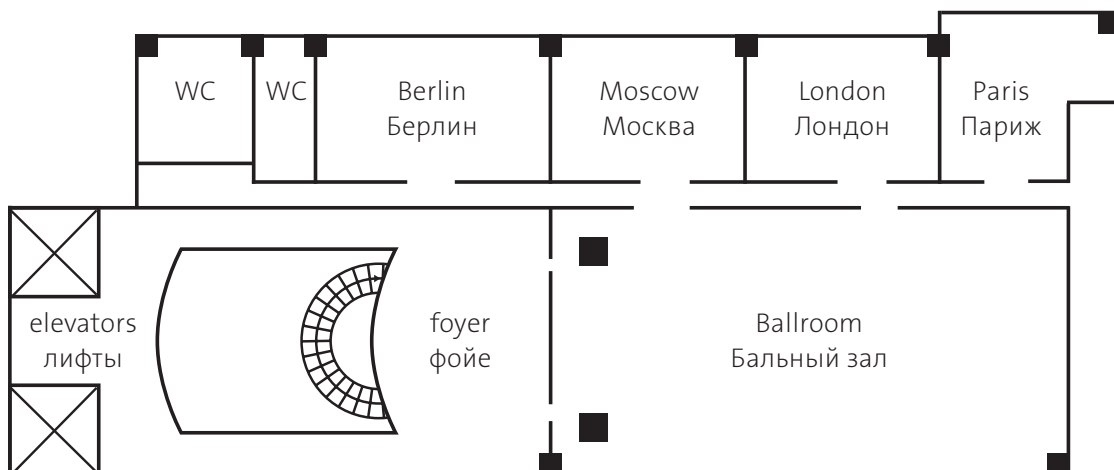 WC
WC
Berlin
Берлин
Moscow
Москва
London
Лондон
Paris
Париж
elevators
лифты
foyer
фойе
Ballroom
Бальный зал